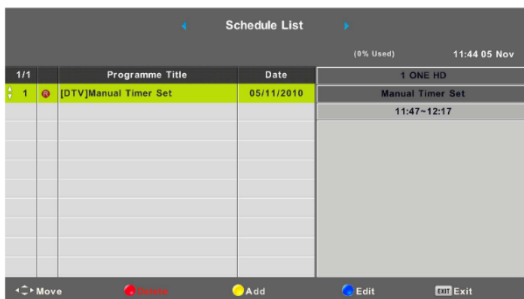 Schedule List
(0% Used) 11:44 05 Nov
1/1 Programme Title Date 1 ONE HD
1 [DTV]Manual Timer Set 05/11/2010 Manual Timer Set
11:47~12:17
Move Delete Add Edit EXIT Exit